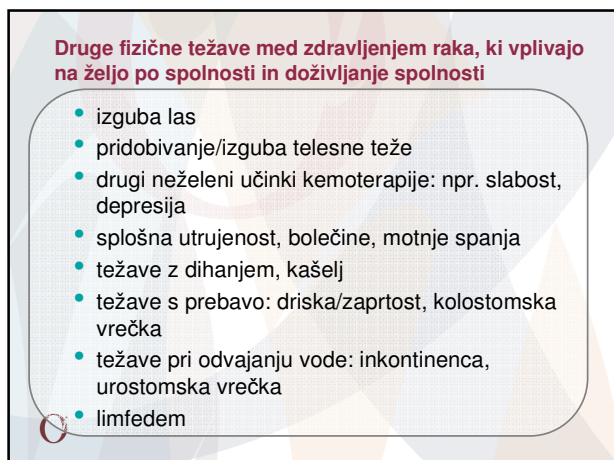 Druge fizične težave med zdravljenjem raka, ki vplivajo
na željo po spolnosti in doživljanje spolnosti
• izguba las
• pridobivanje/izguba telesne teže
• drugi neželeni učinki kemoterapije: npr. slabost,
depresija
• splošna utrujenost, bolečine, motnje spanja
• težave z dihanjem, kašelj
• težave s prebavo: driska/zaprtost, kolostomska
vrečka
• težave pri odvajanju vode: inkontinenca,
urostomska vrečka
• limfedem